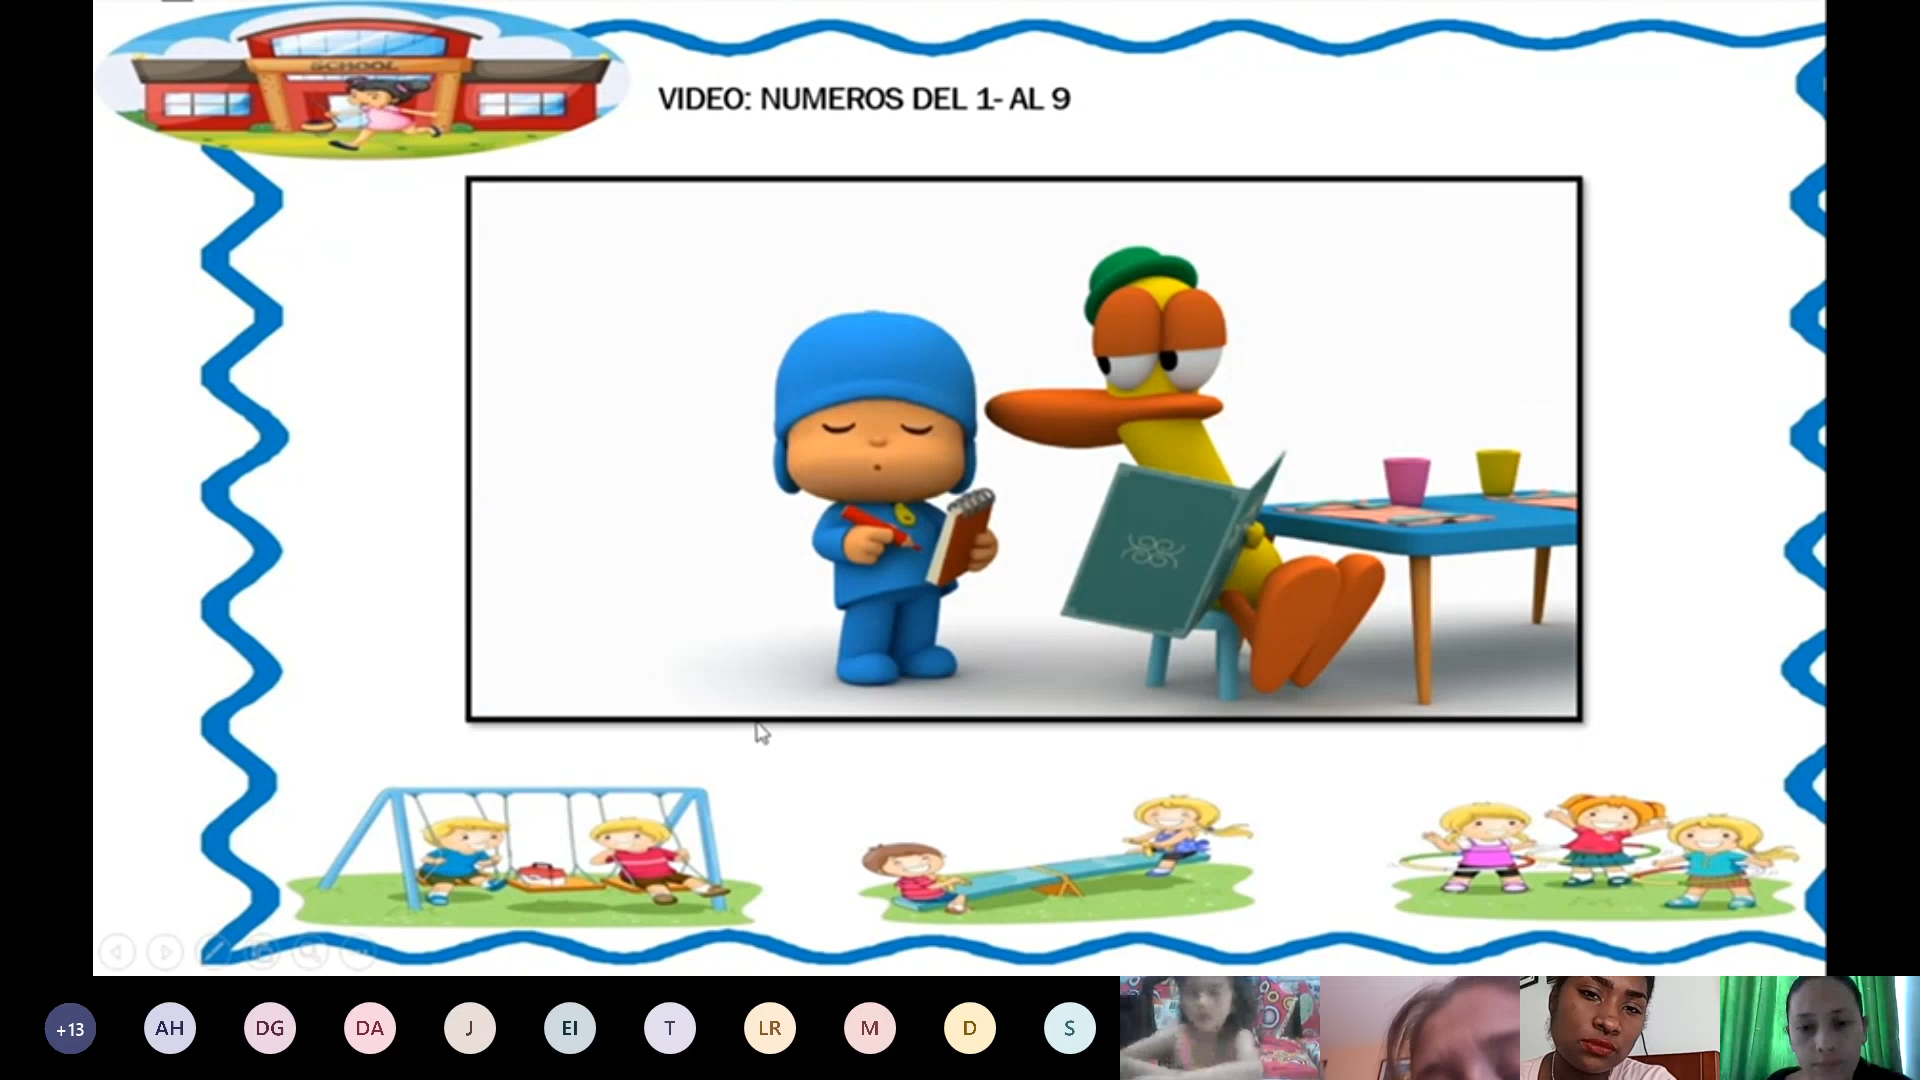 SCHOOL
VIDEO: NUMEROS DEL 1- AL 9
+13
AH
DG
DA
J
EI
T
LR
M
D
S